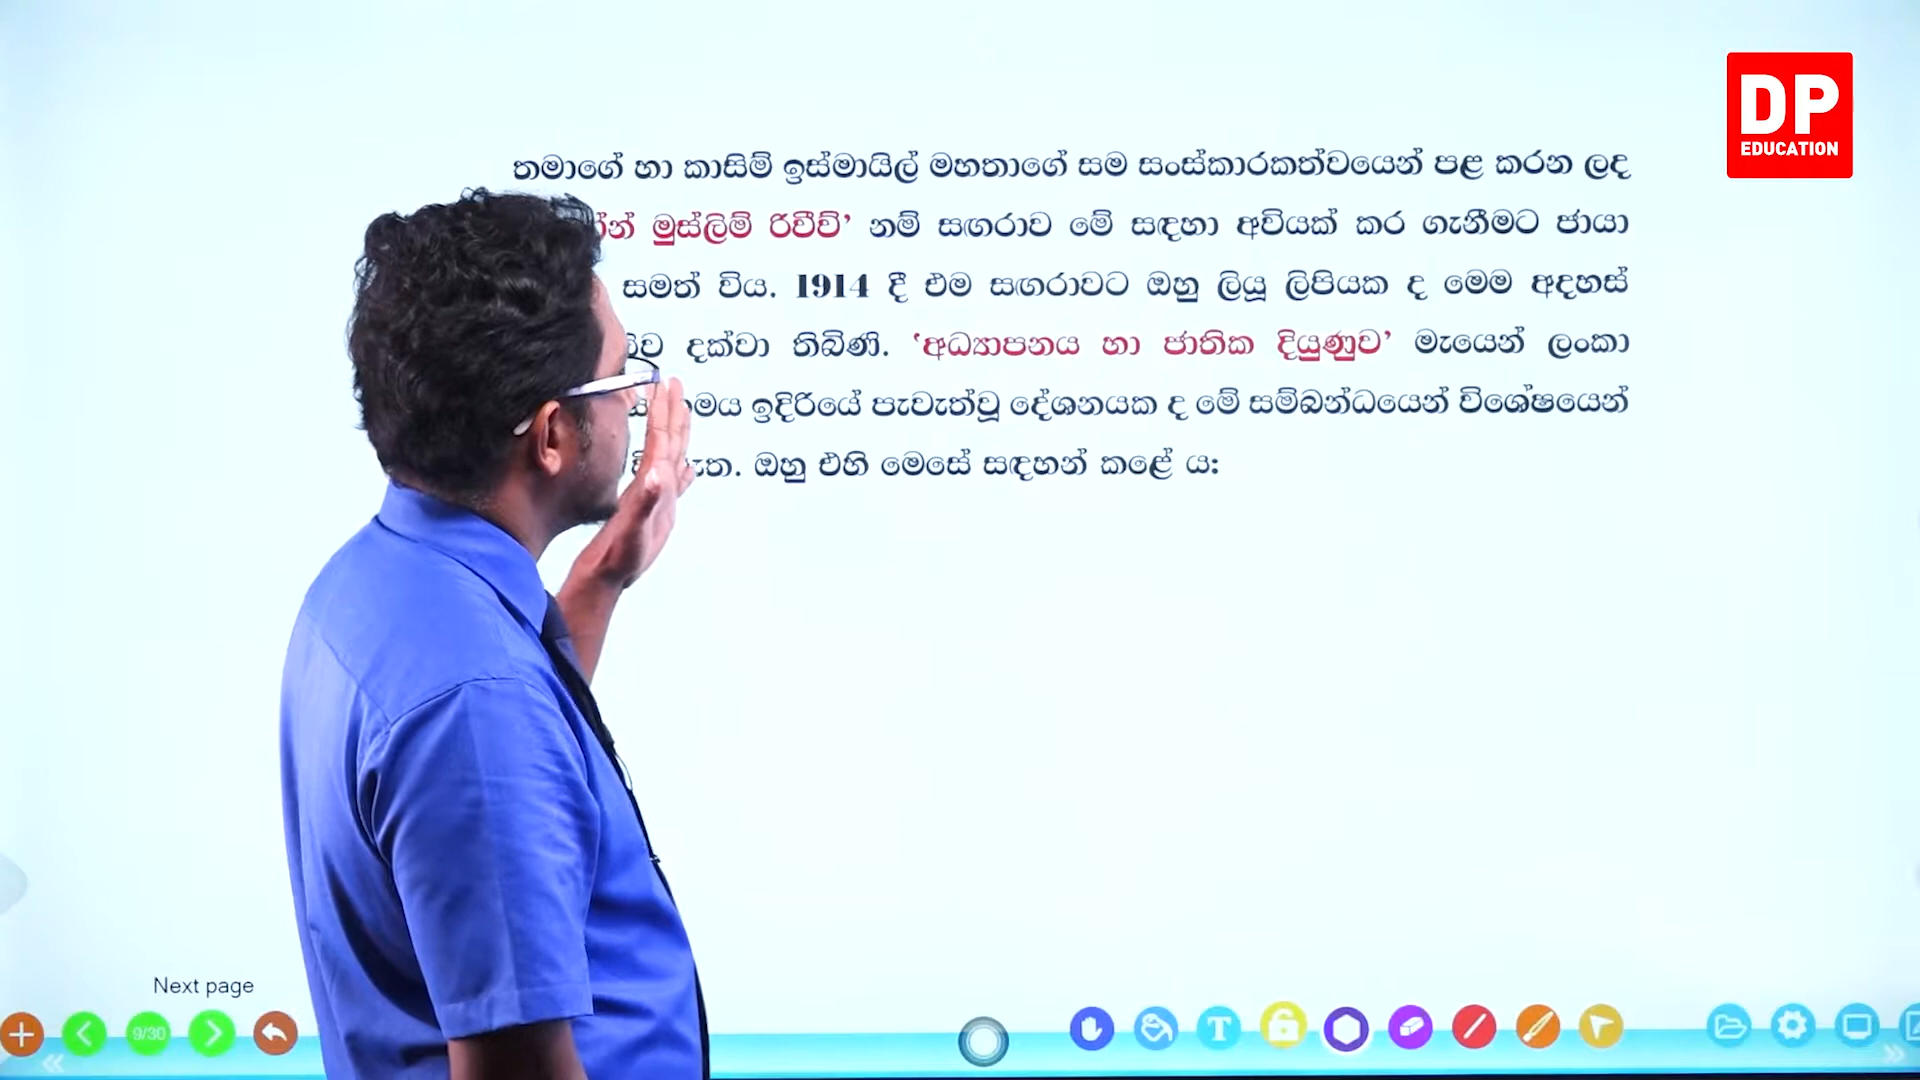 DP
EDUCATION
තමාගේ හා කාසිම් ඉස්මායිල් මහතාගේ සම සංස්කාරකත්වයෙන් පළ කරන ලද
මුස්ලිම් රිවීව්’ නම් සඟරාව මේ සඳහා අවියක් කර ගැනීමට ජායා
සමත් විය. 1914 දී එම සඟරාවට ඔහු ලියූ ලිපියක ද මෙම අදහස්
දක්වා තිබිණි. ‘අධ්‍යාපනය හා ජාතික දියුණුව’ මැයෙන් ලංකා
ඉදිරියේ පැවැත්වූ දේශනයක ද මේ සම්බන්ධයෙන් විශේෂයෙන්
ඔහු එහි මෙසේ සඳහන් කළේ ය:
Next page
9/30
T